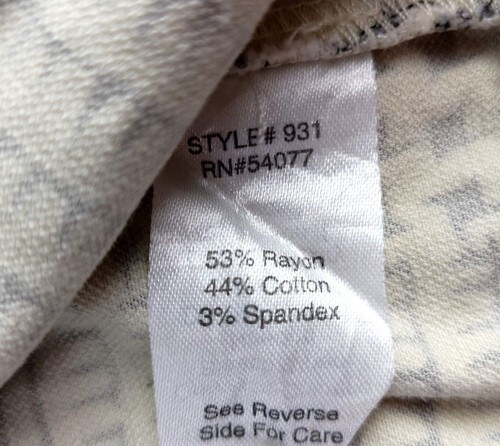 STYLE# 931
RN#54077
53% Rayon
44% Cotton
3% Spandex
See Reverse
Side For Care